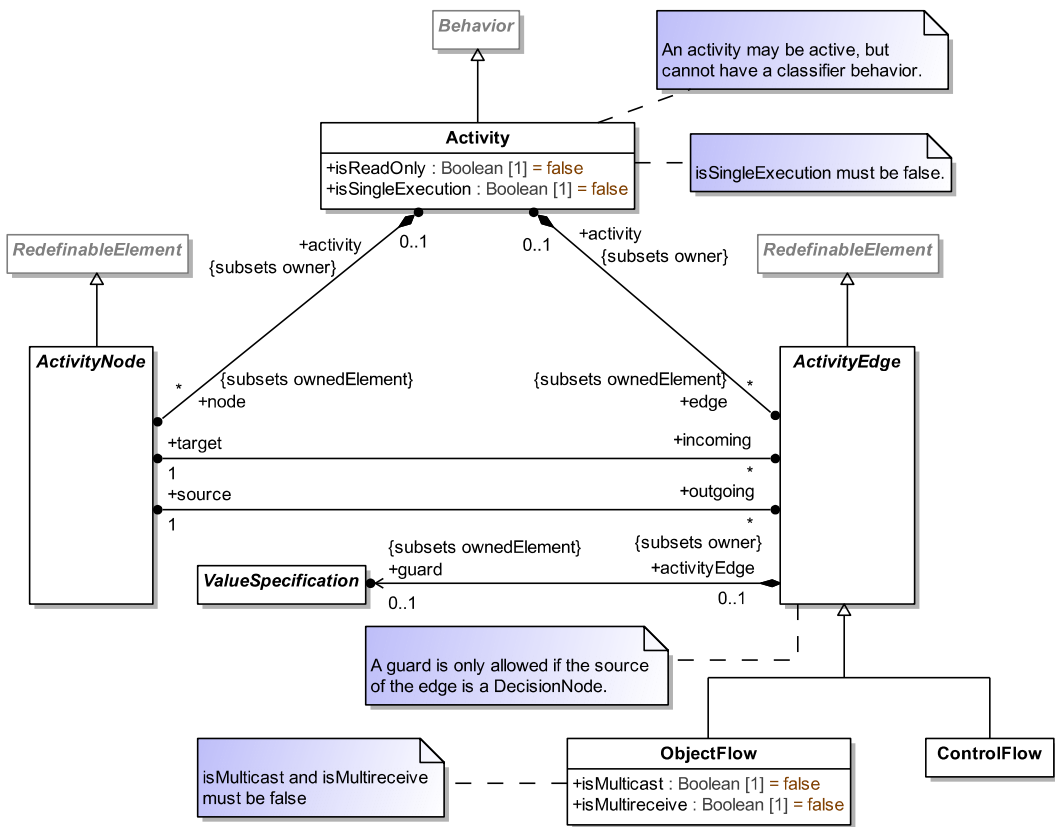 Behavior
An activity may be active, but
cannot have a classifier behavior.
Activity
+isReadOnly : Boolean [1] = false
+isSingleExecution : Boolean [1] = false
isSingleExecution must be false.
+activity
{subsets owner}
0..1
0..1
+activity
{subsets owner}
RedefinableElement
RedefinableElement
ActivityNode
ActivityEdge
*
{subsets ownedElement}
+node
{subsets ownedElement}
*
+edge
+target
1
+incoming
*
+source
1
+outgoing
*
{subsets ownedElement}
+guard
0..1
{subsets owner}
+activityEdge
0..1
ValueSpecification
A guard is only allowed if the source
of the edge is a DecisionNode.
isMulticast and isMultireceive
must be false
ObjectFlow
+isMulticast : Boolean [1] = false
+isMultireceive : Boolean [1] = false
ControlFlow